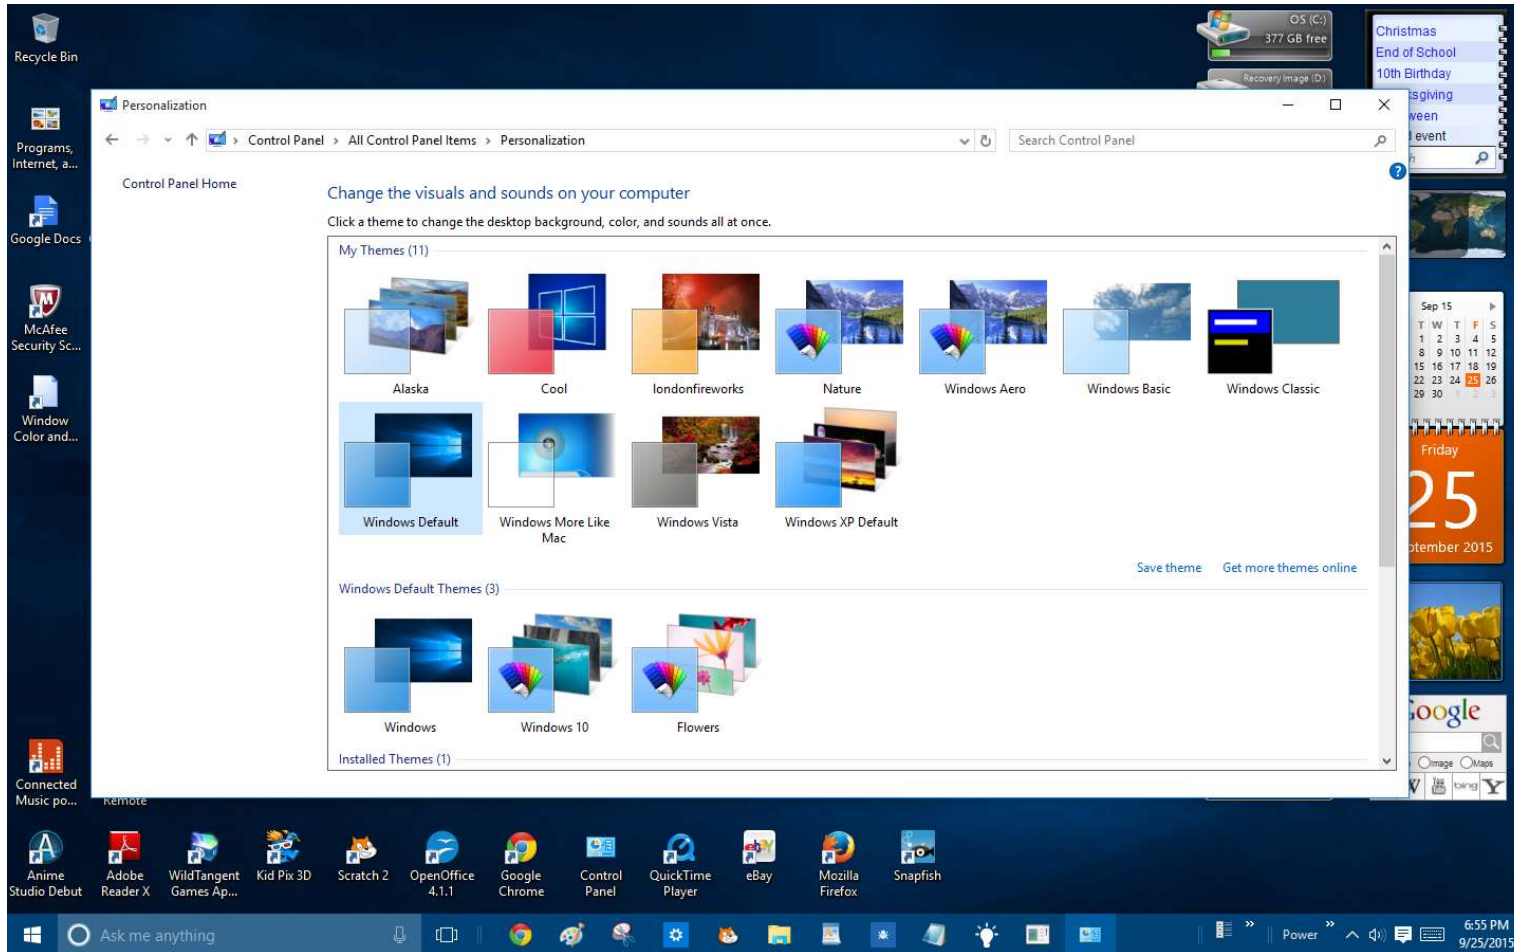 Recycle Bin
Programs,
Internet, a...
Google Docs
McAfee
Security Sc...
Window
Color and...
Connected
Music po...
Remote
OS (C:)
377 GB free
Recovery Image (D:)
Christmas
End of School
10th Birthday
Personalization
Control Panel > All Control Panel Items > Personalization
Search Control Panel
Control Panel Home
Change the visuals and sounds on your computer
Click a theme to change the desktop background, color, and sounds all at once.
My Themes (11)
Alaska
Cool
londonfireworks
Nature
Windows Aero
Windows Basic
Windows Classic
Windows Default
Windows More Like
Mac
Windows Vista
Windows XP Default
Save theme
Get more themes online
Windows Default Themes (3)
Windows
Windows 10
Flowers
Installed Themes (1)
event
Sep 15
T W T F S
1 2 3 4 5
8 9 10 11 12
15 16 17 18 19
22 23 24 25 26
29 30 1 2 3
Friday
25
2015
oogle
Image Maps
W You Tube bing Y
Anime
Studio Debut
Adobe
Reader X
WildTangent
Games Ap...
Kid Pix 3D
Scratch 2
OpenOffice
4.1.1
Google
Chrome
Control
Panel
QuickTime
Player
eBay
Mozilla
Firefox
Snapfish
Ask me anything
Power
6:55 PM
9/25/2015